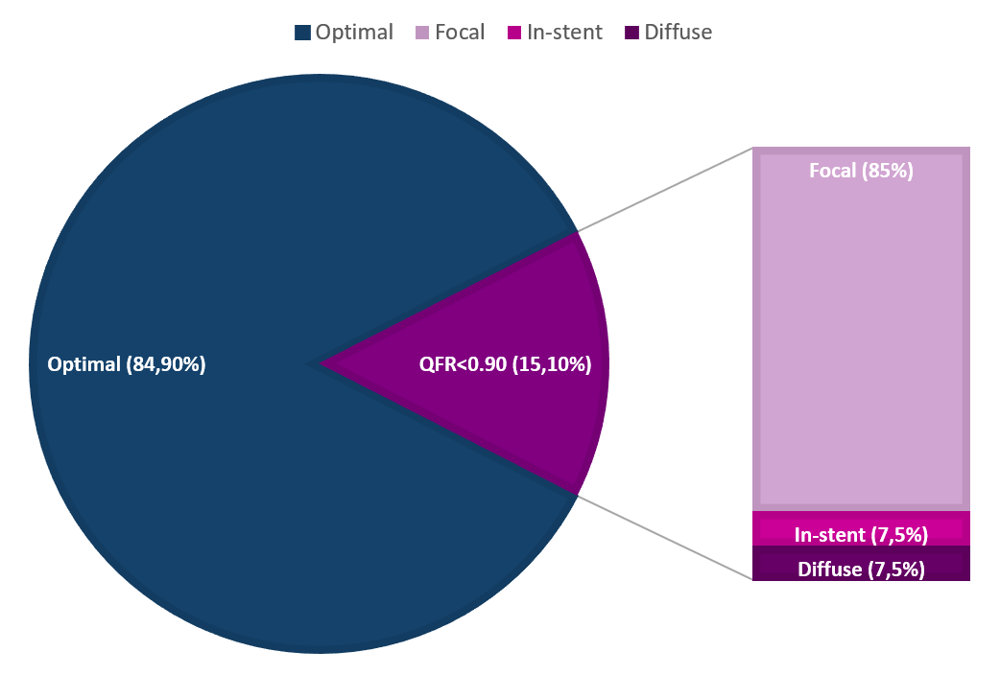 Optimal Focal In-stent Diffuse
Focal (85%)
Optimal (84,90%)
QFR<0.90 (15,10%)
In-stent (7,5%)
Diffuse (7,5%)